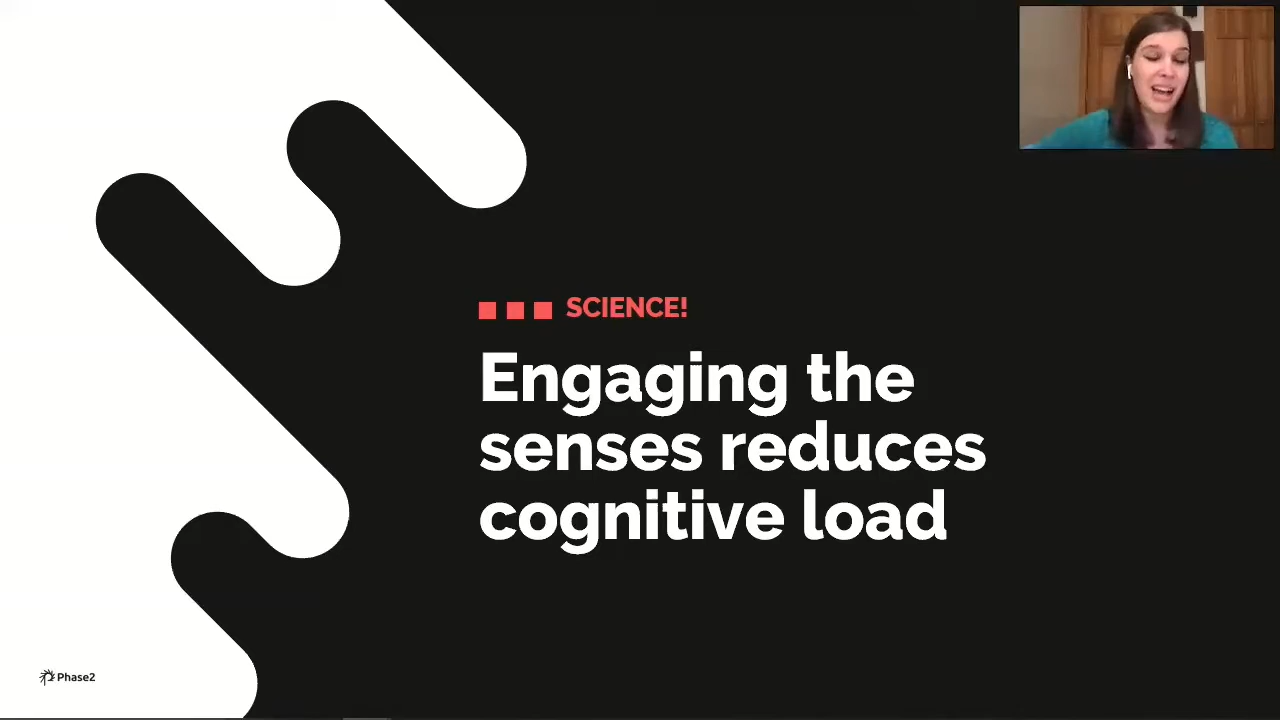 SCIENCE!
Engaging the
senses reduces
cognitive load
Phase2